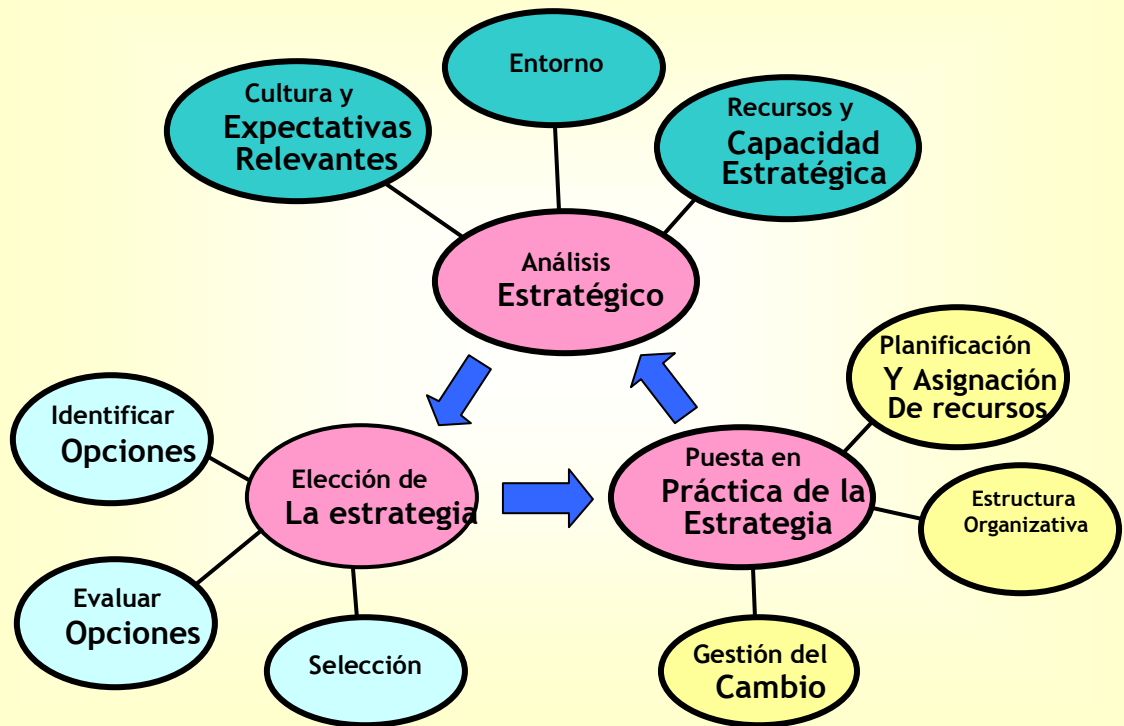 Entorno
Cultura y
Expectativas
Relevantes
Recursos y
Capacidad
Estratégica
Análisis
Estratégico
Planificación
Y Asignación
De recursos
Identificar
Opciones
Elección de
La estrategia
Puesta en
Práctica de la
Estrategia
Estructura
Organizativa
Evaluar
Opciones
Selección
Gestión del
Cambio